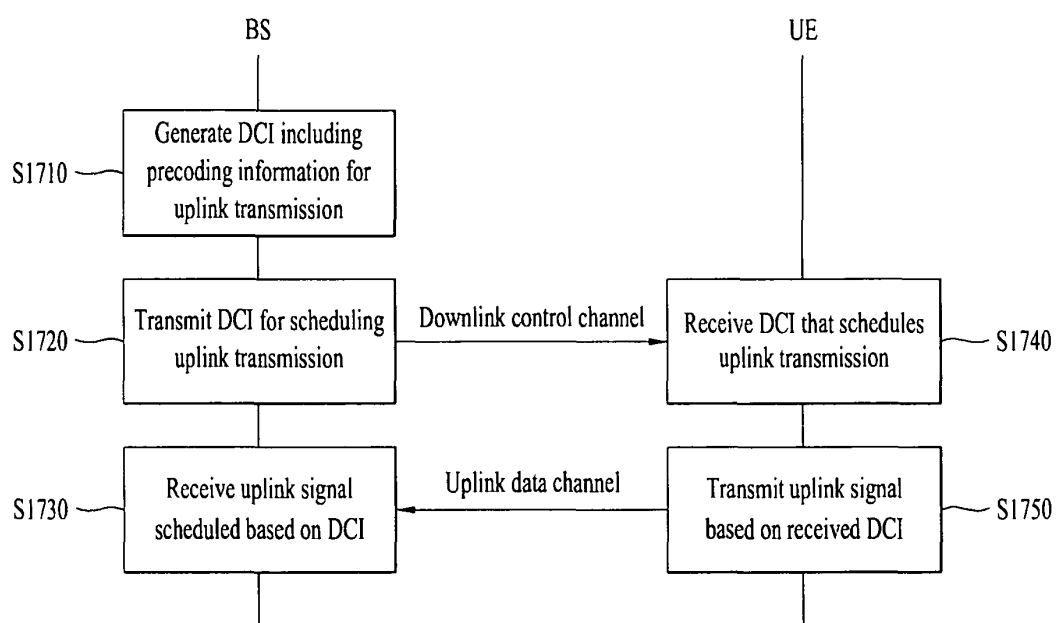 BS
UE
Generate DCI including
precoding information for
uplink transmission
S1710
Transmit DCI for scheduling
uplink transmission
S1720
Downlink control channel
Receive DCI that schedules
uplink transmission
S1740
Receive uplink signal
scheduled based on DCI
S1730
Uplink data channel
Transmit uplink signal
based on received DCI
S1750